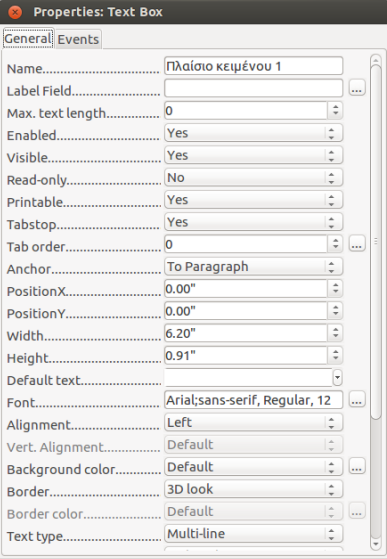 Properties: Text Box
General Events
Name Πλαίσιο κειμένου 1
Label Field ...
Max. text length 0
Enabled Yes
Visible Yes
Read-only No
Printable Yes
Tabstop Yes
Tab order 0 ...
Anchor To Paragraph
PositionX 0.00"
PositionY 0.00"
Width 6.20"
Height 0.91"
Default text
Font Arial;sans-serif, Regular, 12 ...
Alignment Left
Vert. Alignment Default
Background color Default ...
Border 3D look
Border color Default ...
Text type Multi-line